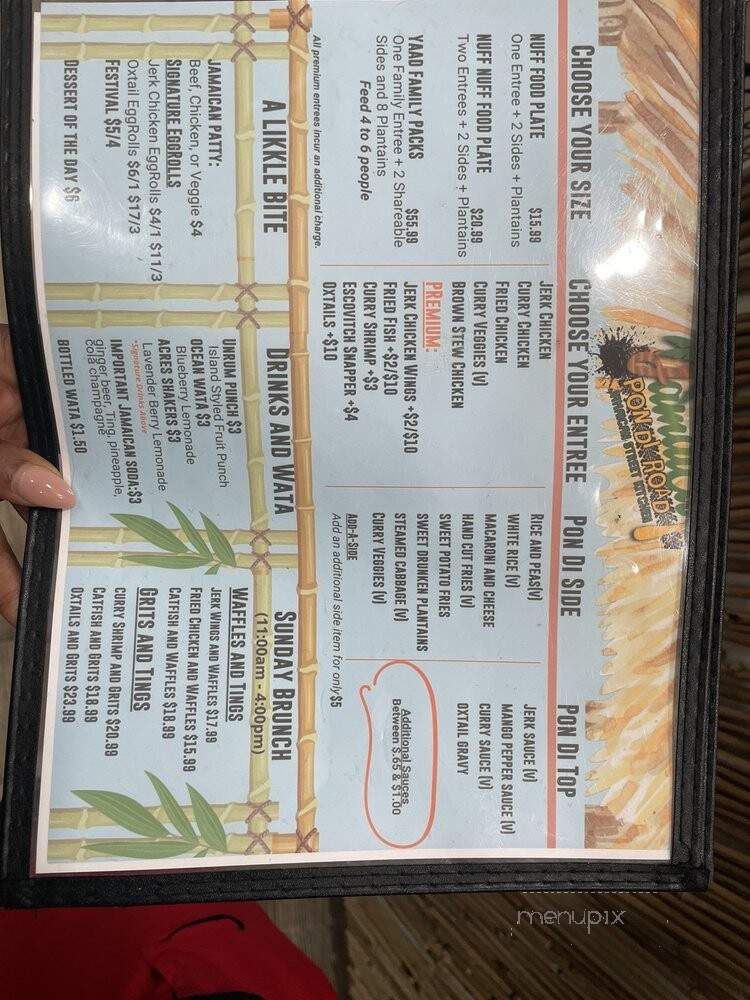 PON DI ROAD
JAMAICAN STREET KITCHEN
CHOOSE YOUR SIZE
NUFF FOOD PLATE $15.99
One Entree + 2 Sides + Plantains
NUFF NUFF FOOD PLATE $20.99
Two Entrees + 2 Sides + Plantains
YAAD FAMILY PACKS $55.99
One Family Entree + 2 Shareable
Sides and 8 Plantains
Feed 4 to 6 people
All premium entrees incur an additional charge.
CHOOSE YOUR ENTREE
JERK CHICKEN
CURRY CHICKEN
FRIED CHICKEN
CURRY VEGGIES (V)
BROWN STEW CHICKEN
PREMIUM:
JERK CHICKEN WINGS +$2/$10
FRIED FISH +$2/$10
CURRY SHRIMP +$3
ESCOVITCH SNAPPER +$4
OXTAILS +$10
PON DI SIDE
RICE AND PEAS(V)
WHITE RICE (V)
MACARONI AND CHEESE
HAND CUT FRIES (V)
SWEET POTATO FRIES
SWEET DRUNKEN PLANTAINS
STEAMED CABBAGE (V)
CURRY VEGGIES (V)
ADD-A-SIDE
Add an additional side item for only $5
PON DI TOP
JERK SAUCE (V)
MANGO PEPPER SAUCE (V)
CURRY SAUCE (V)
OXTAIL GRAVY
Additional Sauces
Between $.65 & $1.00
A LIKKLE BITE
JAMAICAN PATTY:
Beef, Chicken, or Veggie $4
SIGNATURE EGGROLLS
Jerk Chicken EggRolls $4/1 $11/3
Oxtail EggRolls $6/1 $17/3
FESTIVAL $5/4
DESSERT OF THE DAY $6
DRINKS AND WATA
UNRUM PUNCH $3
Island Styled Fruit Punch
OCEAN WATA $3
Blueberry Lemonade
ACRES SHAKERS $3
Lavender Berry Lemonade
*Signature Drinks Above
IMPORTANT JAMAICAN SODA:$3
ginger beer, Ting, pineapple,
cola champagne
BOTTLED WATA $1.50
SUNDAY BRUNCH
(11:00am - 4:00pm)
WAFFLES AND TINGS
JERK WINGS AND WAFFLES $17.99
FRIED CHICKEN AND WAFFLES $15.99
CATFISH AND WAFFLES $18.99
GRITS AND TINGS
CURRY SHRIMP AND GRITS $20.99
CATFISH AND GRITS $18.99
OXTAILS AND GRITS $23.99
menupix